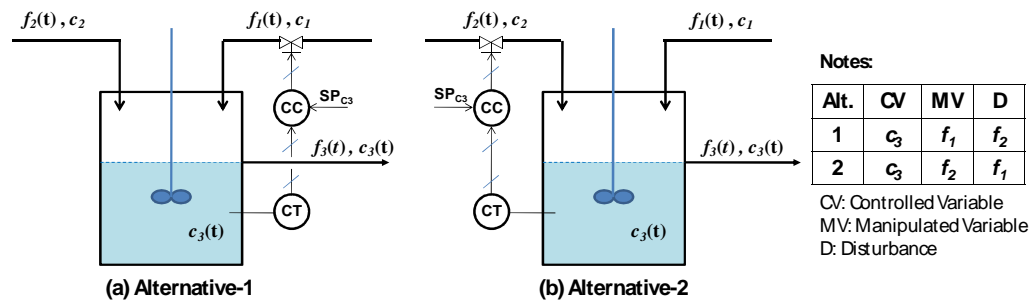 f2(t) , c2
f1(t) , c1
SPC3
CC
f3(t) , c3(t)
CT
c3(t)
(a) Alternative-1
f2(t) , c2
f1(t) , c1
SPC3
CC
f3(t) , c3(t)
CT
c3(t)
(b) Alternative-2
Notes:
Alt. CV MV D
1 c3 f1 f2
2 c3 f2 f1
CV: Controlled Variable
MV: Manipulated Variable
D: Disturbance